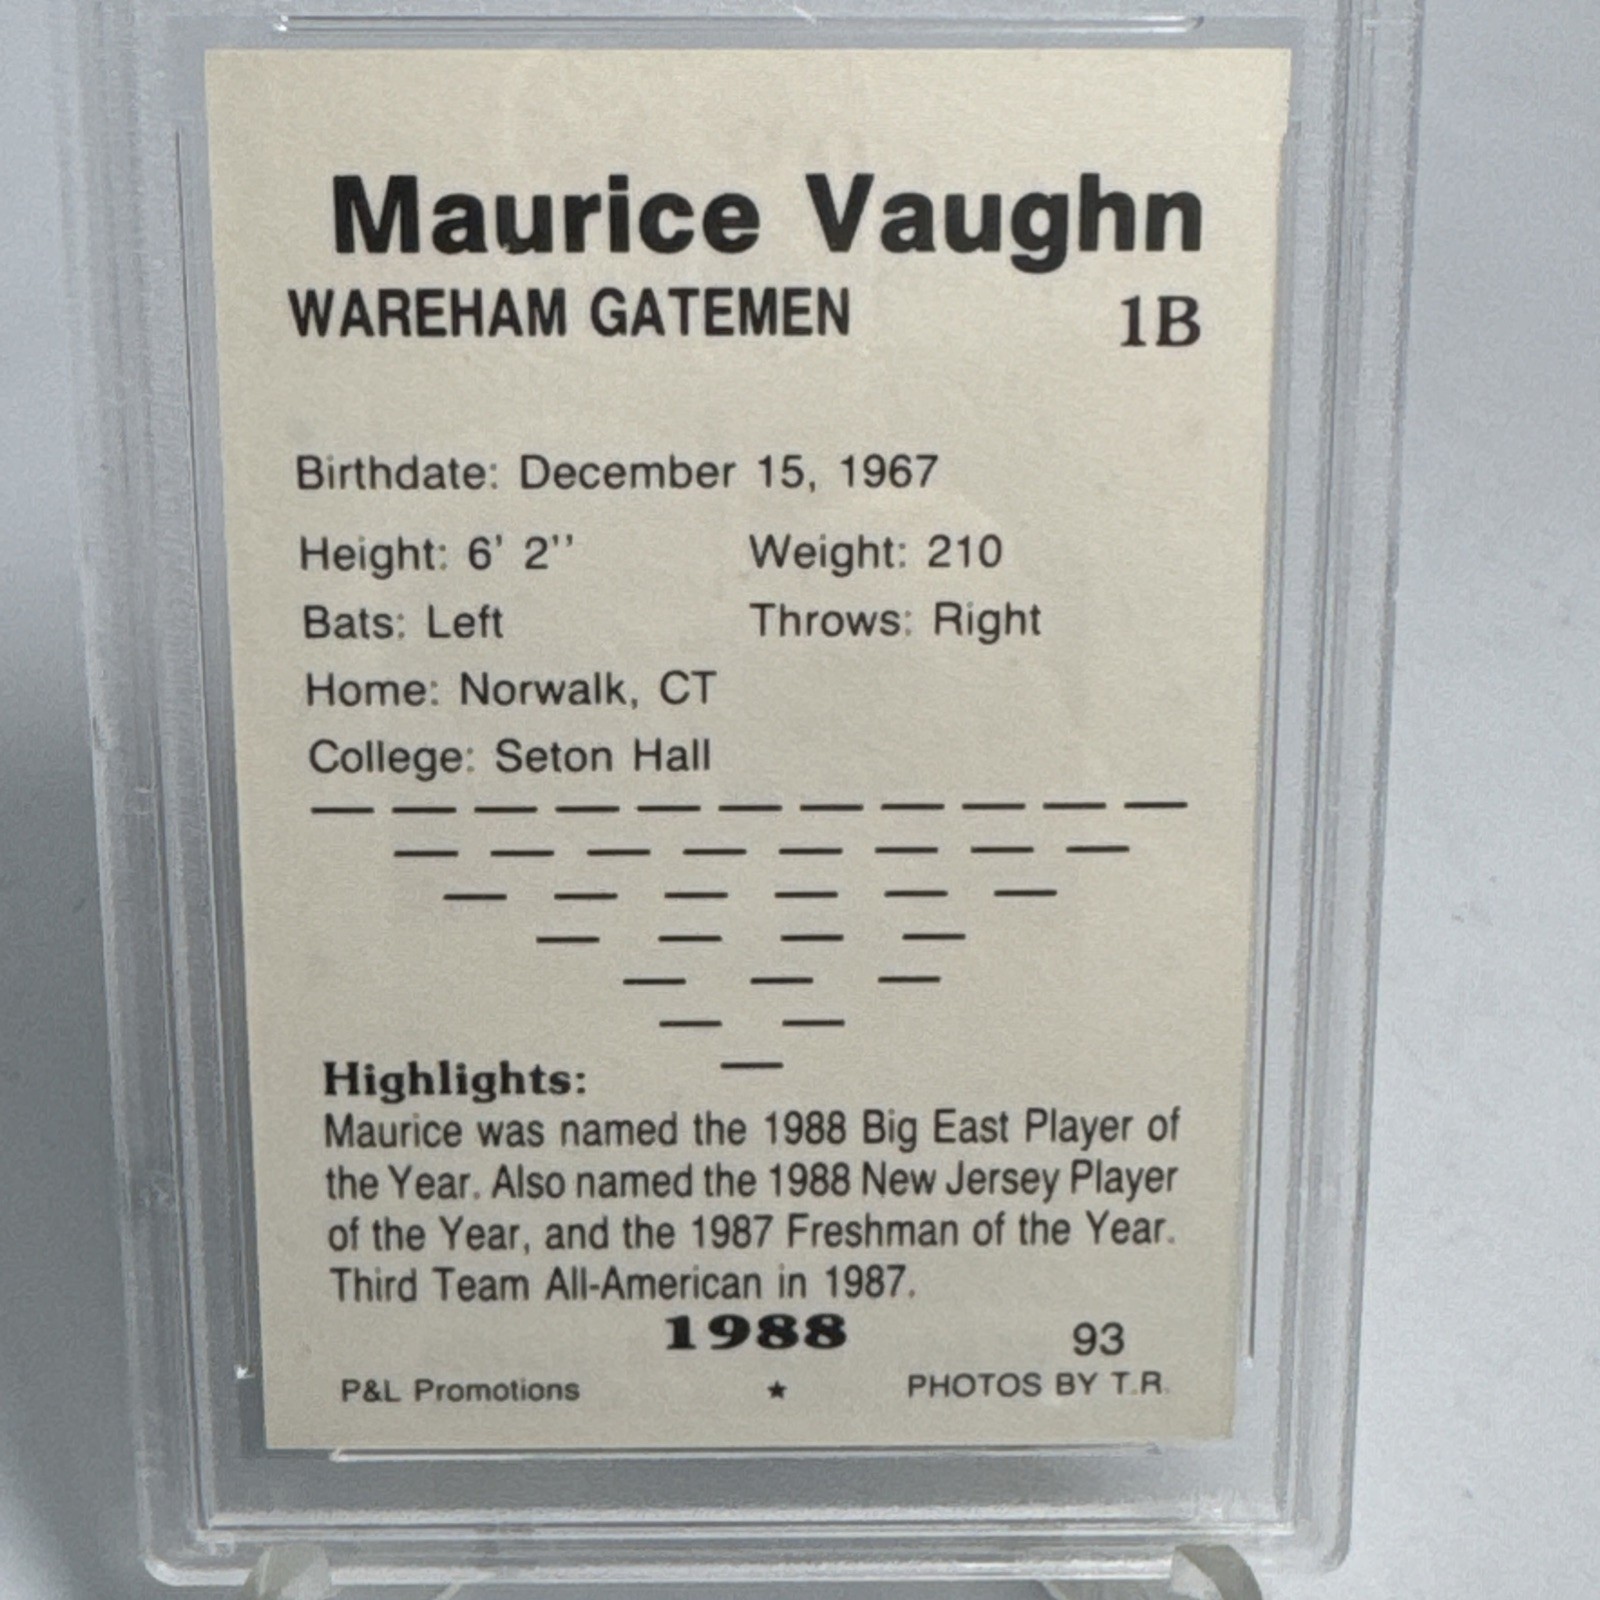 Maurice Vaughn
WAREHAM GATEMEN 1B
Birthdate: December 15, 1967
Height: 6' 2'' Weight: 210
Bats: Left Throws: Right
Home: Norwalk, CT
College: Seton Hall
Highlights:
Maurice was named the 1988 Big East Player of
the Year. Also named the 1988 New Jersey Player
of the Year, and the 1987 Freshman of the Year.
Third Team All-American in 1987.
1988 93
P&L Promotions ★ PHOTOS BY T.R.